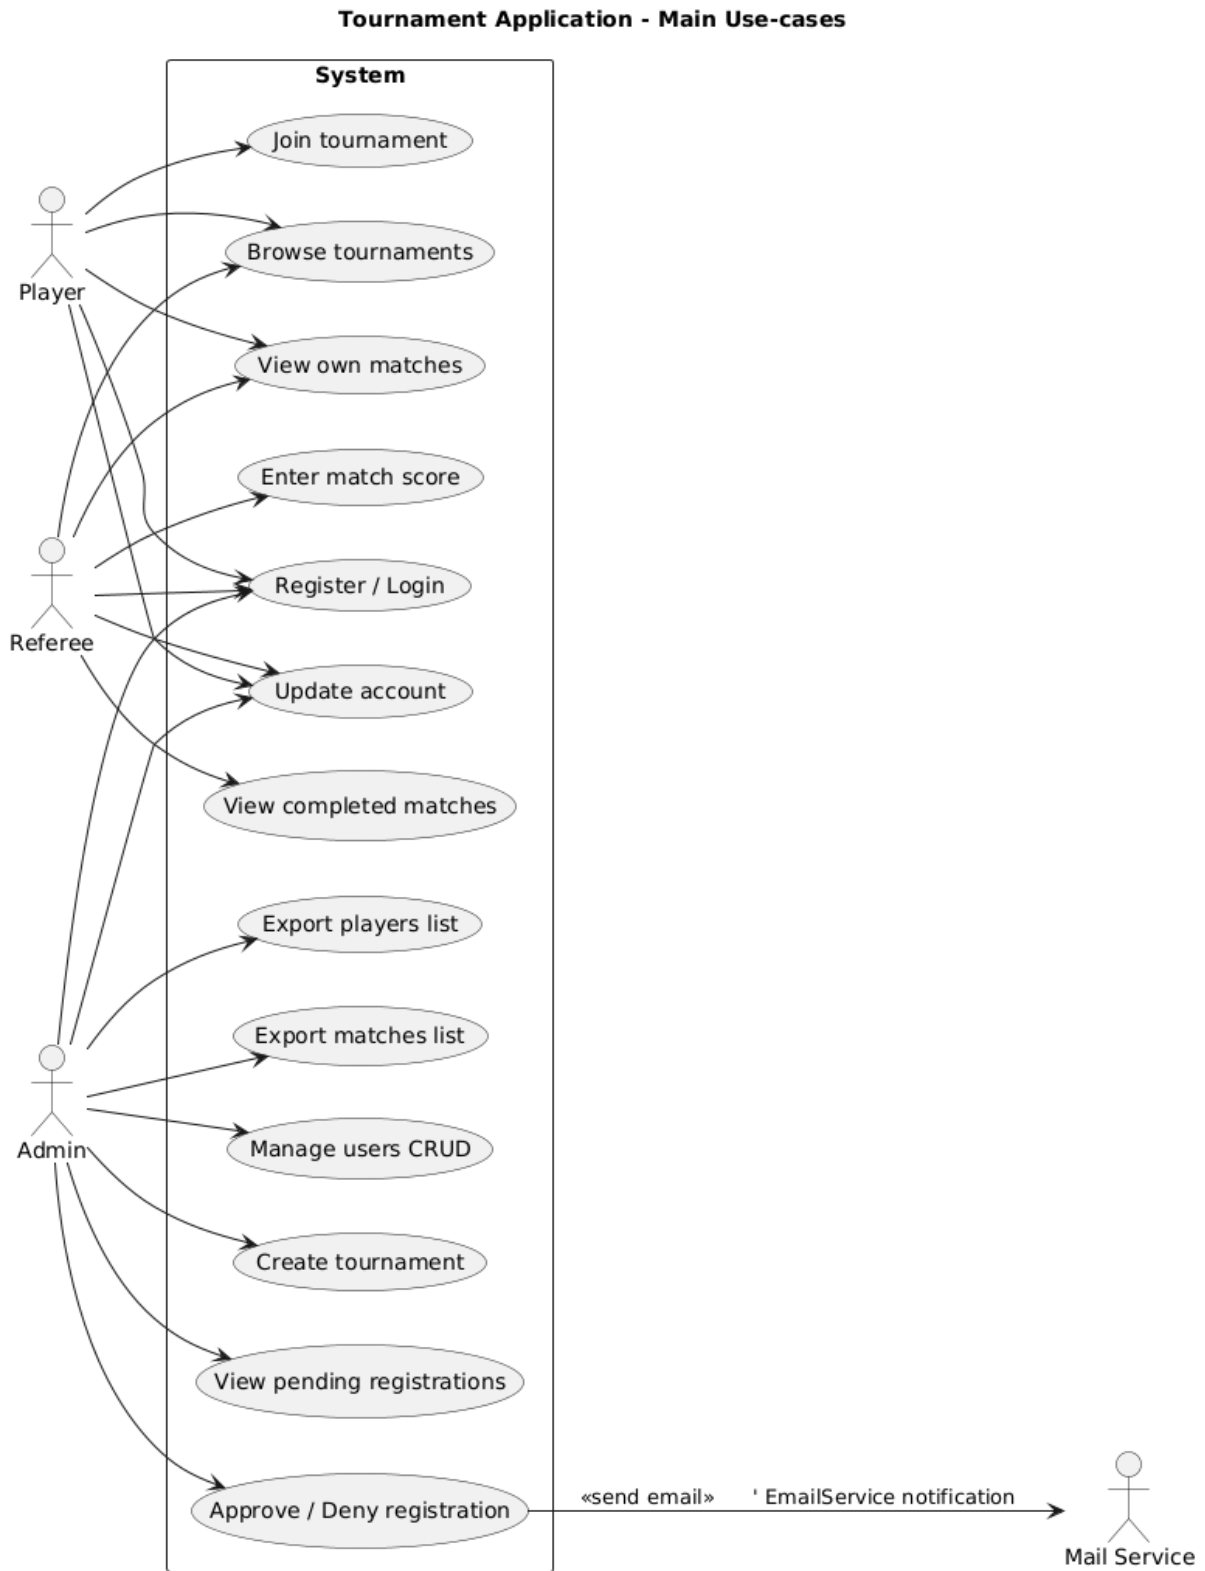 Tournament Application - Main Use-cases
System
Join tournament
Browse tournaments
Player
View own matches
Enter match score
Register / Login
Referee
Update account
View completed matches
Export players list
Export matches list
Manage users CRUD
Admin
Create tournament
View pending registrations
«send email» ' EmailService notification
Approve / Deny registration
Mail Service